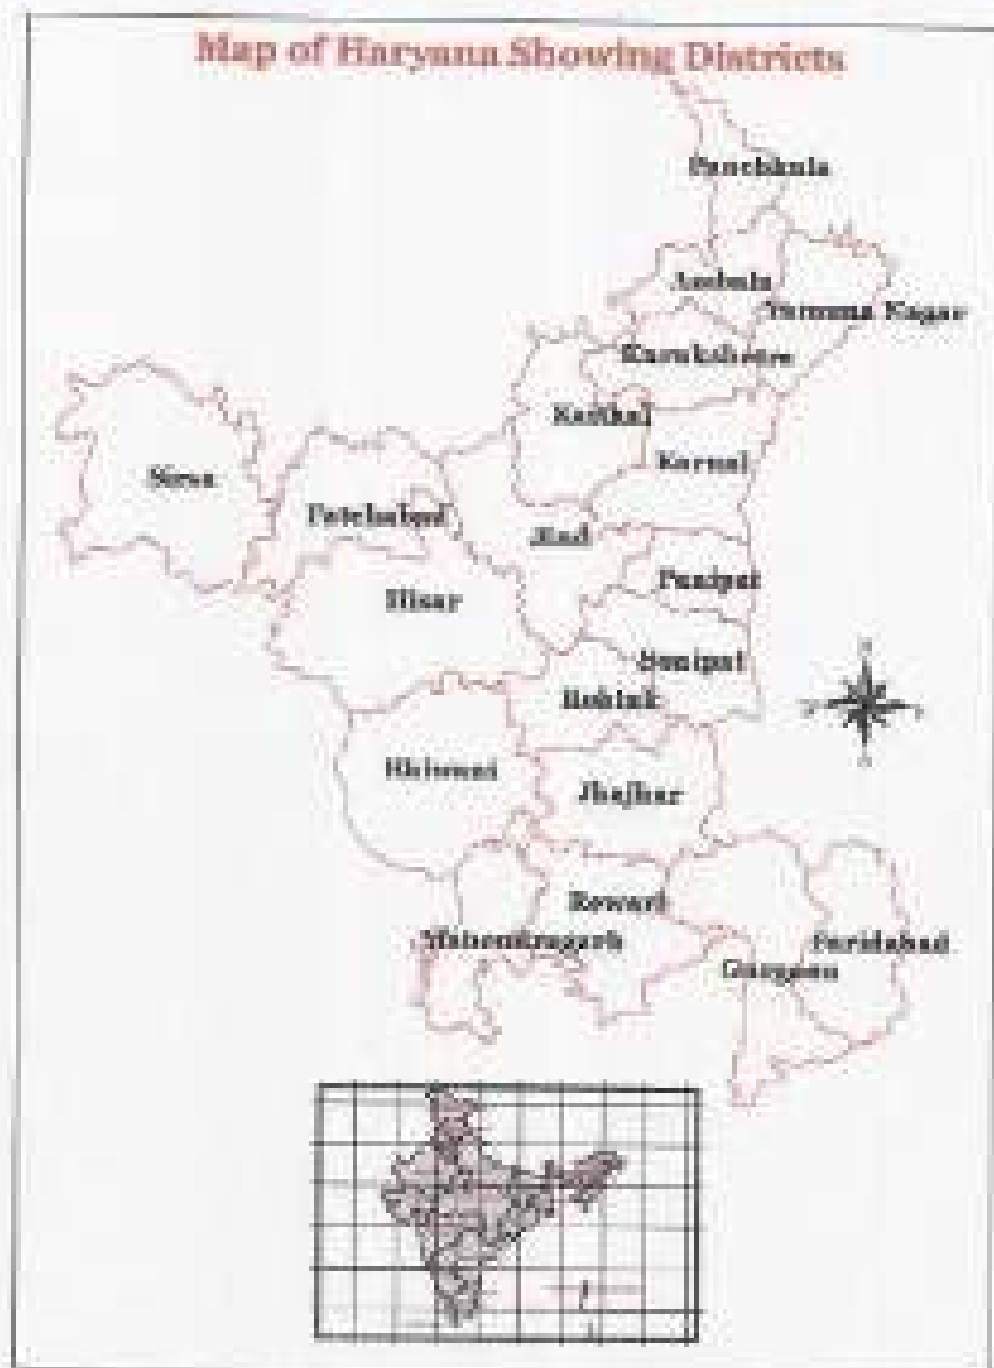 Map of Haryana Showing Districts
Panchkula
Ambala
Yamuna Nagar
Kurukshetre
Kaithal
Karnal
Sirsa
Fatehabad
Jind
Panipat
Hisar
Sonipat
Rohtak
Bhiwani
Jhajhar
Rewari
Mahendragarh
Faridabad
Gurgaon